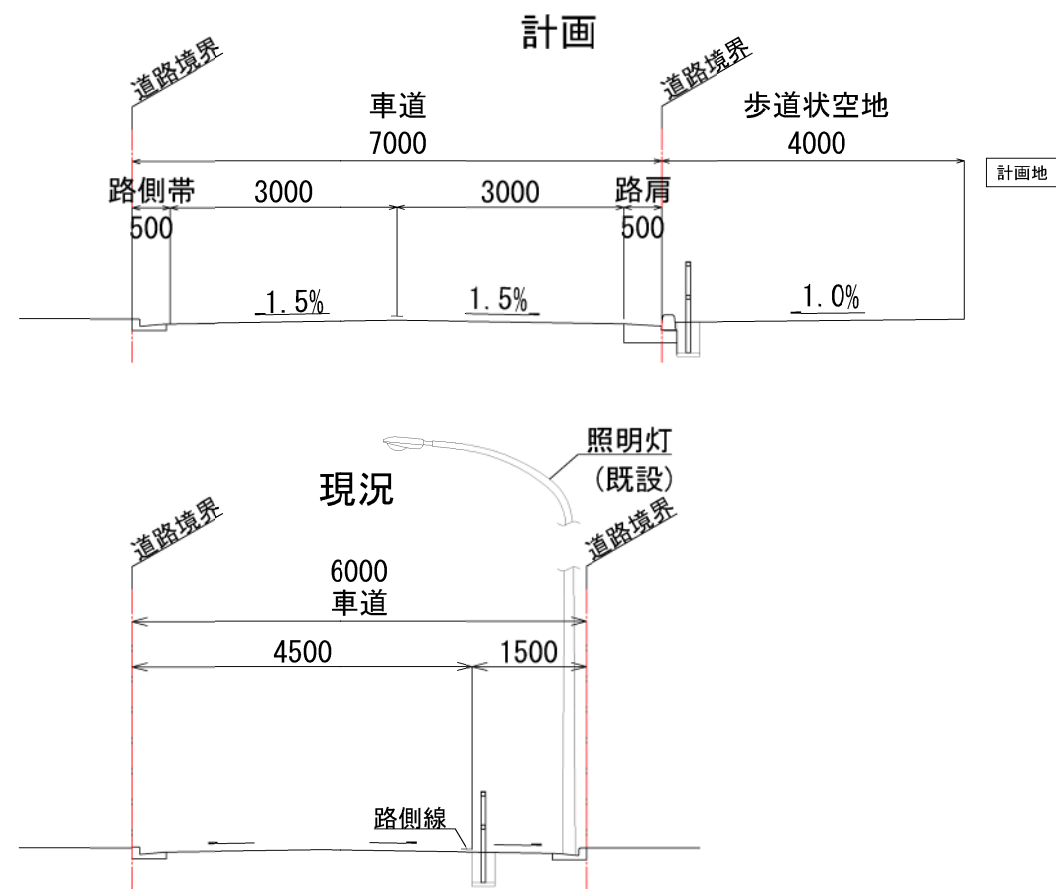 計画
道路境界
道路境界
車道
7000
歩道状空地
4000
計画地
路側帯
500
3000
3000
路肩
500
1.5%
1.5%
1.0%
照明灯
(既設)
現況
道路境界
道路境界
6000
車道
4500
1500
路側線